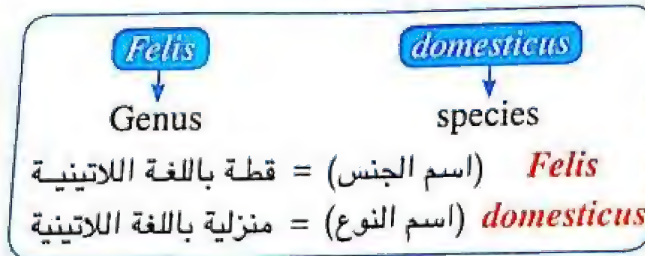 Felis domesticus
Genus species
Felis (اسم الجنس) = قطة باللغة اللاتينية
domesticus (اسم النوع) = منزلية باللغة اللاتينية